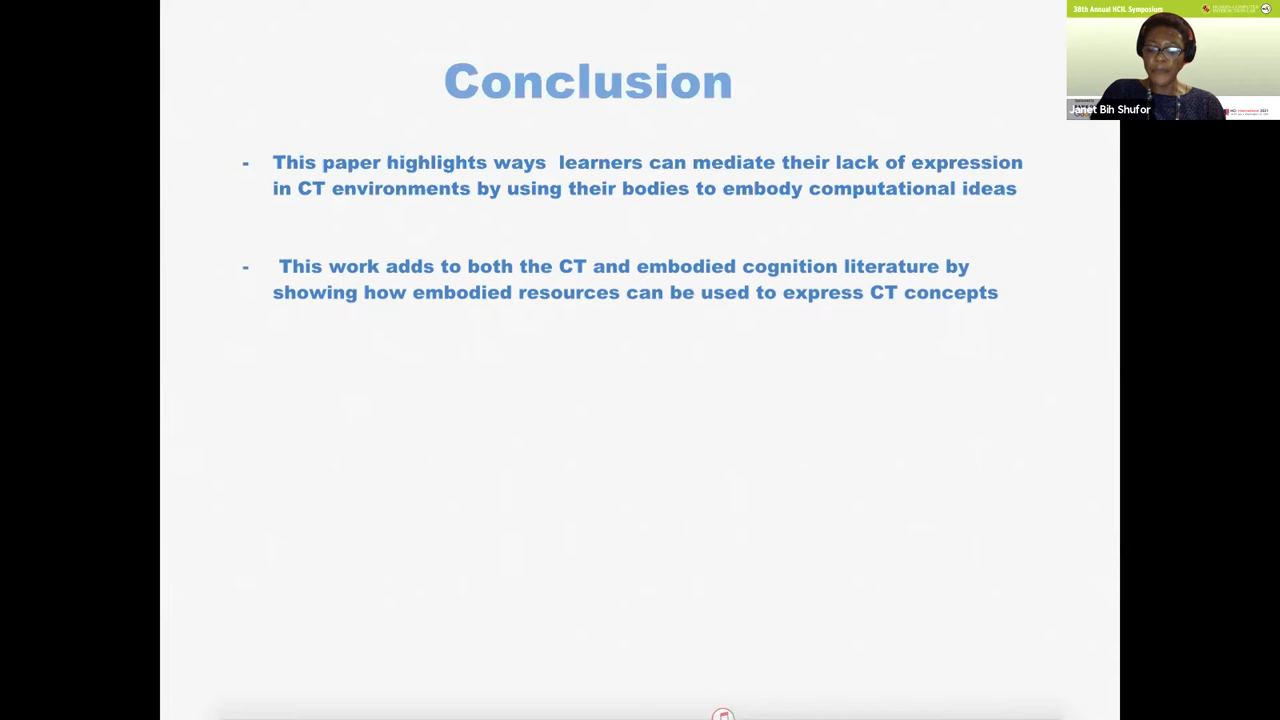 38th Annual HCIL Symposium
Conclusion
Janet Bih Shufor
- This paper highlights ways learners can mediate their lack of expression
in CT environments by using their bodies to embody computational ideas
- This work adds to both the CT and embodied cognition literature by
showing how embodied resources can be used to express CT concepts